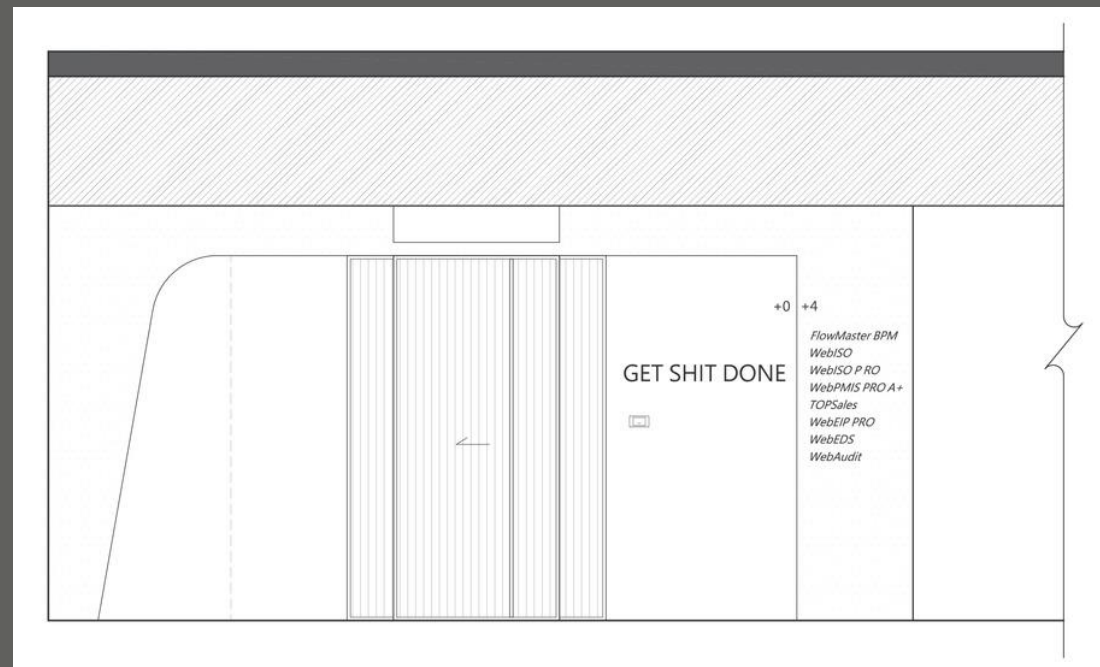 +0 +4
FlowMaster BPM
WebISO
WebISO P RO
GET SHIT DONE
WebPMIS PRO A+
TOPSales
WebEIP PRO
WebEDS
WebAudit